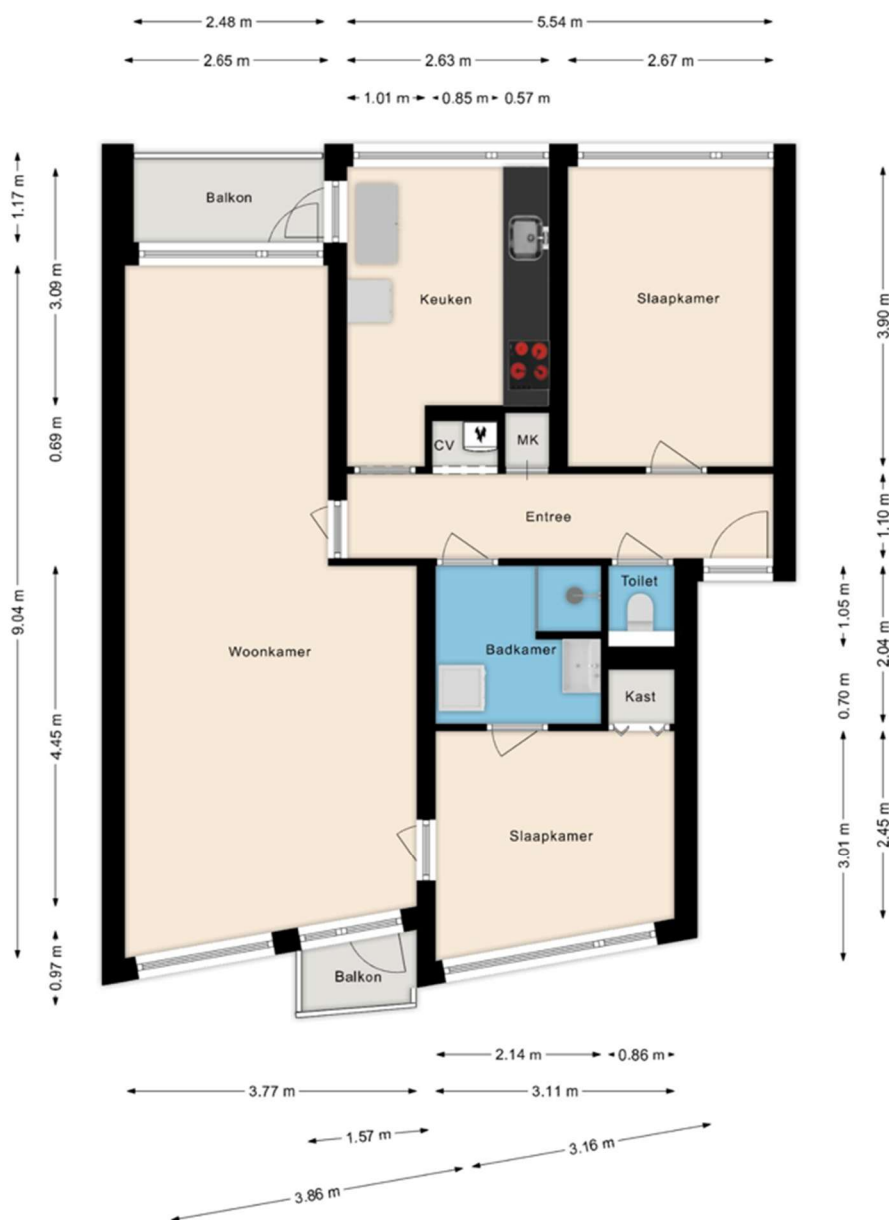 2.48 m
5.54 m
2.65 m
2.63 m
2.67 m
1.01 m
0.85 m
0.57 m
1.17 m
3.09 m
0.69 m
9.04 m
4.45 m
0.97 m
Balkon
Keuken
Slaapkamer
CV
MK
Entree
Toilet
Woonkamer
Badkamer
Kast
Slaapkamer
Balkon
3.90 m
1.10 m
1.05 m
2.04 m
0.70 m
2.45 m
3.01 m
2.14 m
0.86 m
3.77 m
3.11 m
1.57 m
3.16 m
3.86 m